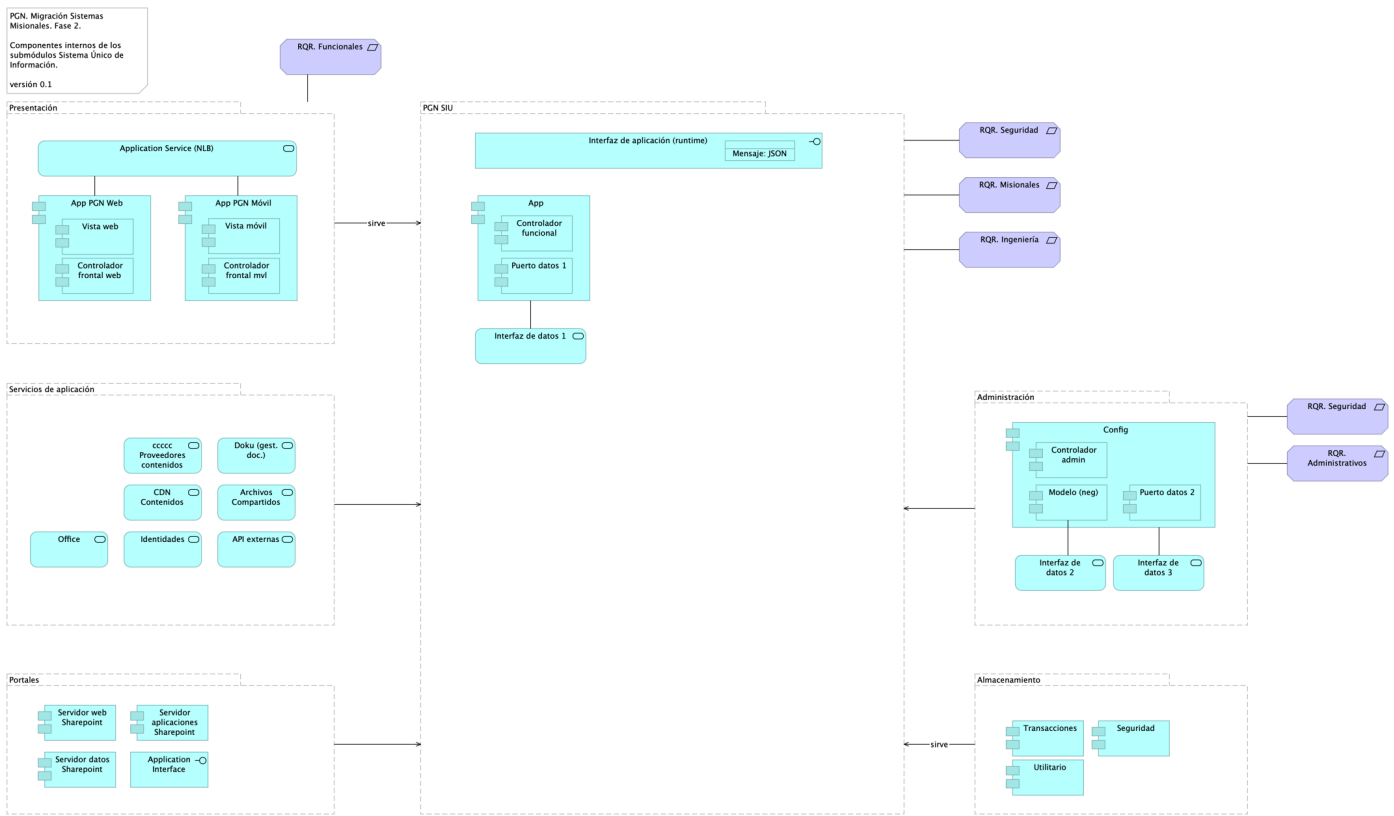 PGN. Migración Sistemas
Misionales. Fase 2.
Componentes internos de los
submódulos Sistema Único de
Información.
versión 0.1
RQR. Funcionales
Presentación
Application Service (NLB)
App PGN Web
Vista web
Controlador
frontal web
App PGN Móvil
Vista móvil
Controlador
frontal mvl
sirve
PGN SIU
Interfaz de aplicación (runtime)
Mensaje: JSON
App
Controlador
funcional
Puerto datos 1
Interfaz de datos 1
RQR. Seguridad
RQR. Misionales
RQR. Ingeniería
Servicios de aplicación
ccccc
Proveedores
contenidos
Doku (gest.
doc.)
CDN
Contenidos
Archivos
Compartidos
Office
Identidades
API externas
Administración
Config
Controlador
admin
Modelo (neg)
Puerto datos 2
Interfaz de
datos 2
Interfaz de
datos 3
RQR. Seguridad
RQR.
Administrativos
Portales
Servidor web
Sharepoint
Servidor
aplicaciones
Sharepoint
Servidor datos
Sharepoint
Application
Interface
sirve
Almacenamiento
Transacciones
Seguridad
Utilitario